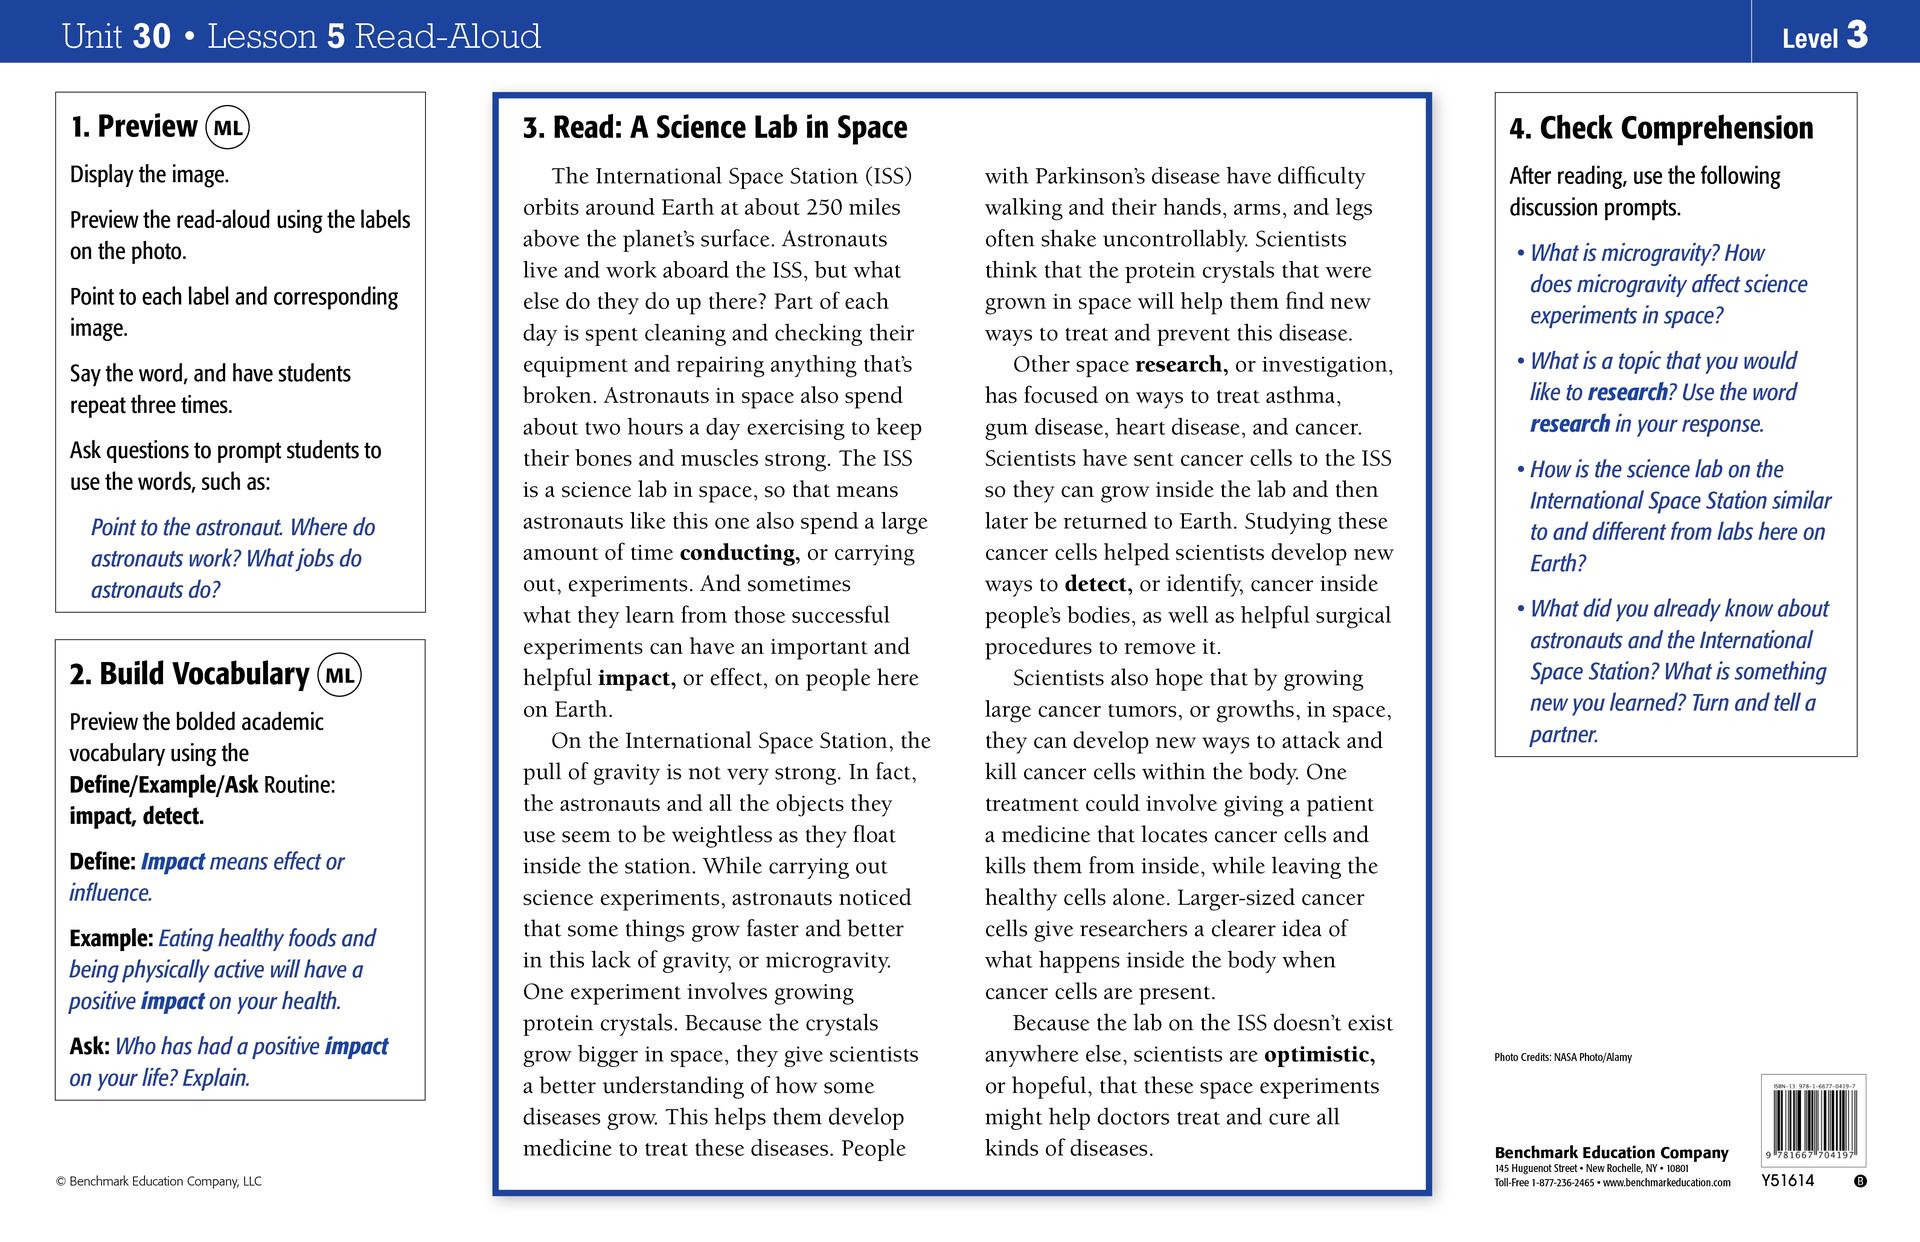 Unit 30 • Lesson 5 Read-Aloud
Level 3
1. Preview ML
Display the image.
Preview the read-aloud using the labels
on the photo.
Point to each label and corresponding
image.
Say the word, and have students
repeat three times.
Ask questions to prompt students to
use the words, such as:
Point to the astronaut. Where do
astronauts work? What jobs do
astronauts do?
2. Build Vocabulary ML
Preview the bolded academic
vocabulary using the
Define/Example/Ask Routine:
impact, detect.
Define: Impact means effect or
influence.
Example: Eating healthy foods and
being physically active will have a
positive impact on your health.
Ask: Who has had a positive impact
on your life? Explain.
© Benchmark Education Company, LLC
3. Read: A Science Lab in Space
The International Space Station (ISS)
orbits around Earth at about 250 miles
above the planet's surface. Astronauts
live and work aboard the ISS, but what
else do they do up there? Part of each
day is spent cleaning and checking their
equipment and repairing anything that's
broken. Astronauts in space also spend
about two hours a day exercising to keep
their bones and muscles strong. The ISS
is a science lab in space, so that means
astronauts like this one also spend a large
amount of time conducting, or carrying
out, experiments. And sometimes
what they learn from those successful
experiments can have an important and
helpful impact, or effect, on people here
on Earth.
On the International Space Station, the
pull of gravity is not very strong. In fact,
the astronauts and all the objects they
use seem to be weightless as they float
inside the station. While carrying out
science experiments, astronauts noticed
that some things grow faster and better
in this lack of gravity, or microgravity.
One experiment involves growing
protein crystals. Because the crystals
grow bigger in space, they give scientists
a better understanding of how some
diseases grow. This helps them develop
medicine to treat these diseases. People
with Parkinson's disease have difficulty
walking and their hands, arms, and legs
often shake uncontrollably. Scientists
think that the protein crystals that were
grown in space will help them find new
ways to treat and prevent this disease.
Other space research, or investigation,
has focused on ways to treat asthma,
gum disease, heart disease, and cancer.
Scientists have sent cancer cells to the ISS
so they can grow inside the lab and then
later be returned to Earth. Studying these
cancer cells helped scientists develop new
ways to detect, or identify, cancer inside
people's bodies, as well as helpful surgical
procedures to remove it.
Scientists also hope that by growing
large cancer tumors, or growths, in space,
they can develop new ways to attack and
kill cancer cells within the body. One
treatment could involve giving a patient
a medicine that locates cancer cells and
kills them from inside, while leaving the
healthy cells alone. Larger-sized cancer
cells give researchers a clearer idea of
what happens inside the body when
cancer cells are present.
Because the lab on the ISS doesn't exist
anywhere else, scientists are optimistic,
or hopeful, that these space experiments
might help doctors treat and cure all
kinds of diseases.
4. Check Comprehension
After reading, use the following
discussion prompts.
• What is microgravity? How
does microgravity affect science
experiments in space?
• What is a topic that you would
like to research? Use the word
research in your response.
• How is the science lab on the
International Space Station similar
to and different from labs here on
Earth?
• What did you already know about
astronauts and the International
Space Station? What is something
new you learned? Turn and tell a
partner.
Photo Credits: NASA Photo/Alamy
Benchmark Education Company
145 Huguenot Street • New Rochelle, NY • 10801
Toll-Free 1-877-236-2465 • www.benchmarkeducation.com
ISBN-13 978-1-6677-0419-7
9 781667 704197
Y51614
B